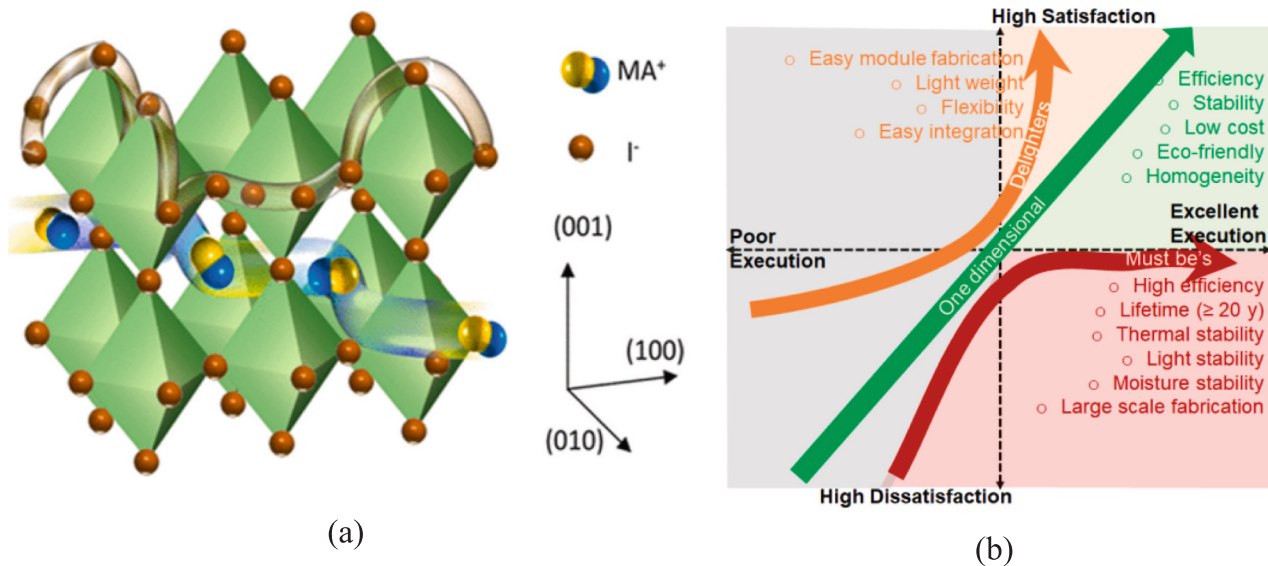 MA+
I-
(001)
(100)
(010)
(a)
High Satisfaction
○ Easy module fabrication
○ Light weight
○ Flexibility
○ Easy integration
Delighters
○ Efficiency
○ Stability
○ Low cost
○ Eco-friendly
○ Homogeneity
One dimensional
Poor
Execution
Excellent
Execution
Must be's
○ High efficiency
○ Lifetime (≥ 20 y)
○ Thermal stability
○ Light stability
○ Moisture stability
○ Large scale fabrication
High Dissatisfaction
(b)